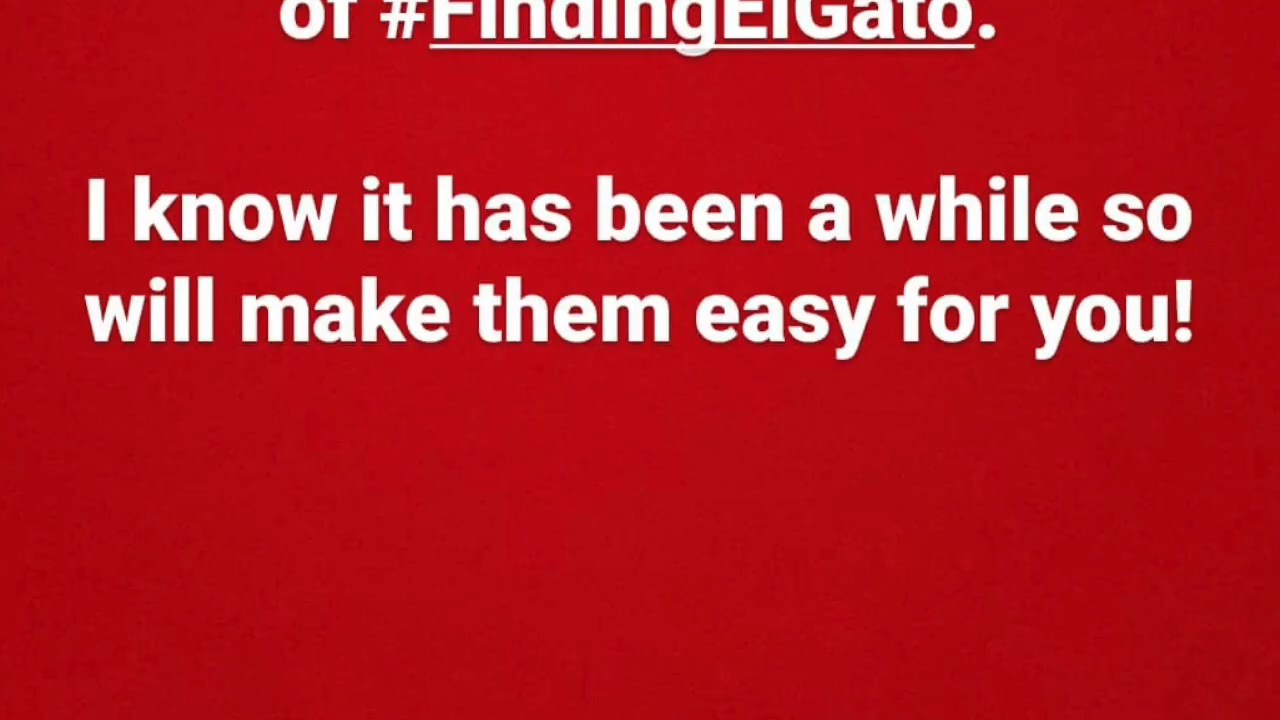 of #FindingElGato.
I know it has been a while so
will make them easy for you!